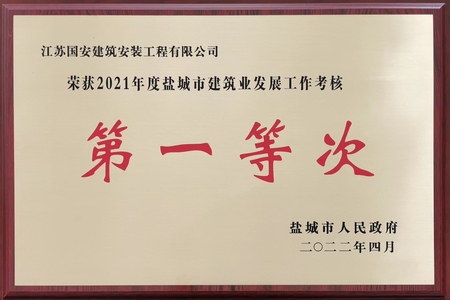 江苏国安建筑安装工程有限公司
荣获2021年度盐城市建筑业发展工作考核
第一等次
盐城市人民政府
二〇二二年四月